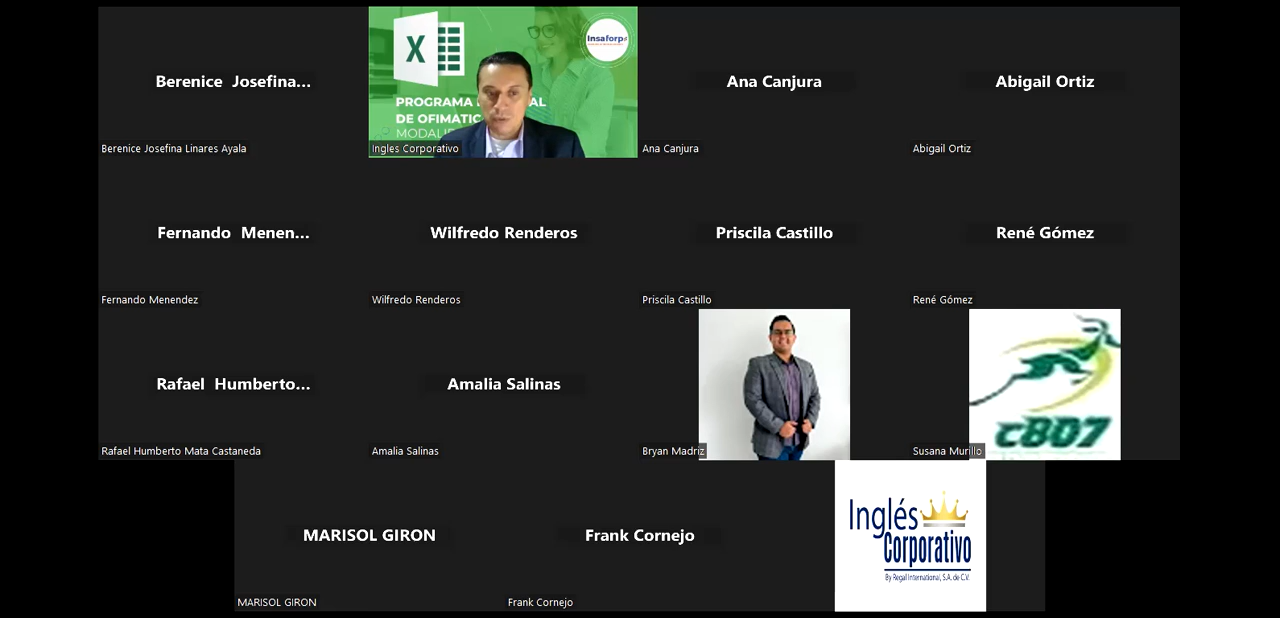 Berenice Josefina...
Berenice Josefina Linares Ayala
Insaforp
PROGRAMA
AL
DE OFIMATIC
Ingles Corporativo
Ana Canjura
Ana Canjura
Abigail Ortiz
Abigail Ortiz
Fernando Menen...
Fernando Menendez
Wilfredo Renderos
Wilfredo Renderos
Priscila Castillo
Priscila Castillo
René Gómez
René Gómez
Rafael Humberto...
Rafael Humberto Mata Castaneda
Amalia Salinas
Amalia Salinas
Bryan Madriz
c807
Susana Murillo
MARISOL GIRON
MARISOL GIRON
Frank Cornejo
Frank Cornejo
Inglés
Corporativo
By Regal International, S.A. de C.V.